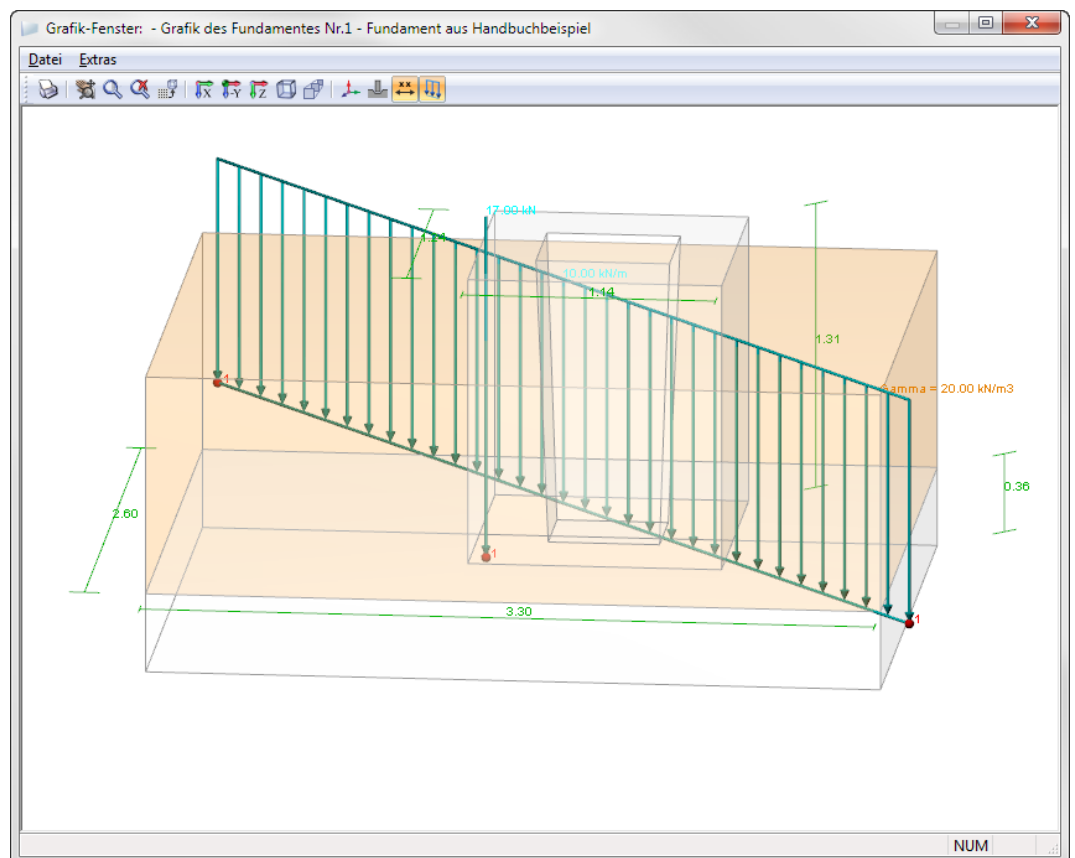 Grafik-Fenster:  - Grafik des Fundamentes Nr.1 - Fundament aus Handbuchbeispiel
Datei Extras
X -Y Z xx
17.00 kN
10.00 kN/m
1.14
1.31
1
Gamma = 20.00 kN/m3
0.36
2.60
1
3.30
1
NUM